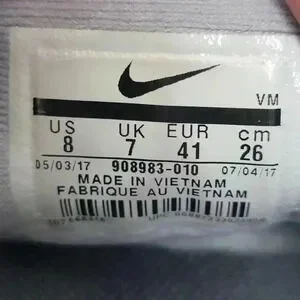 VM
US UK EUR cm
8 7 41 26
05/03/17 908983-010 07/04/17
MADE IN VIETNAM
FABRIQUE AU VIETNAM